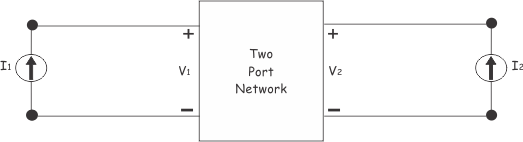 Two
Port
Network
I1
+
V1
−
+
V2
−
I2